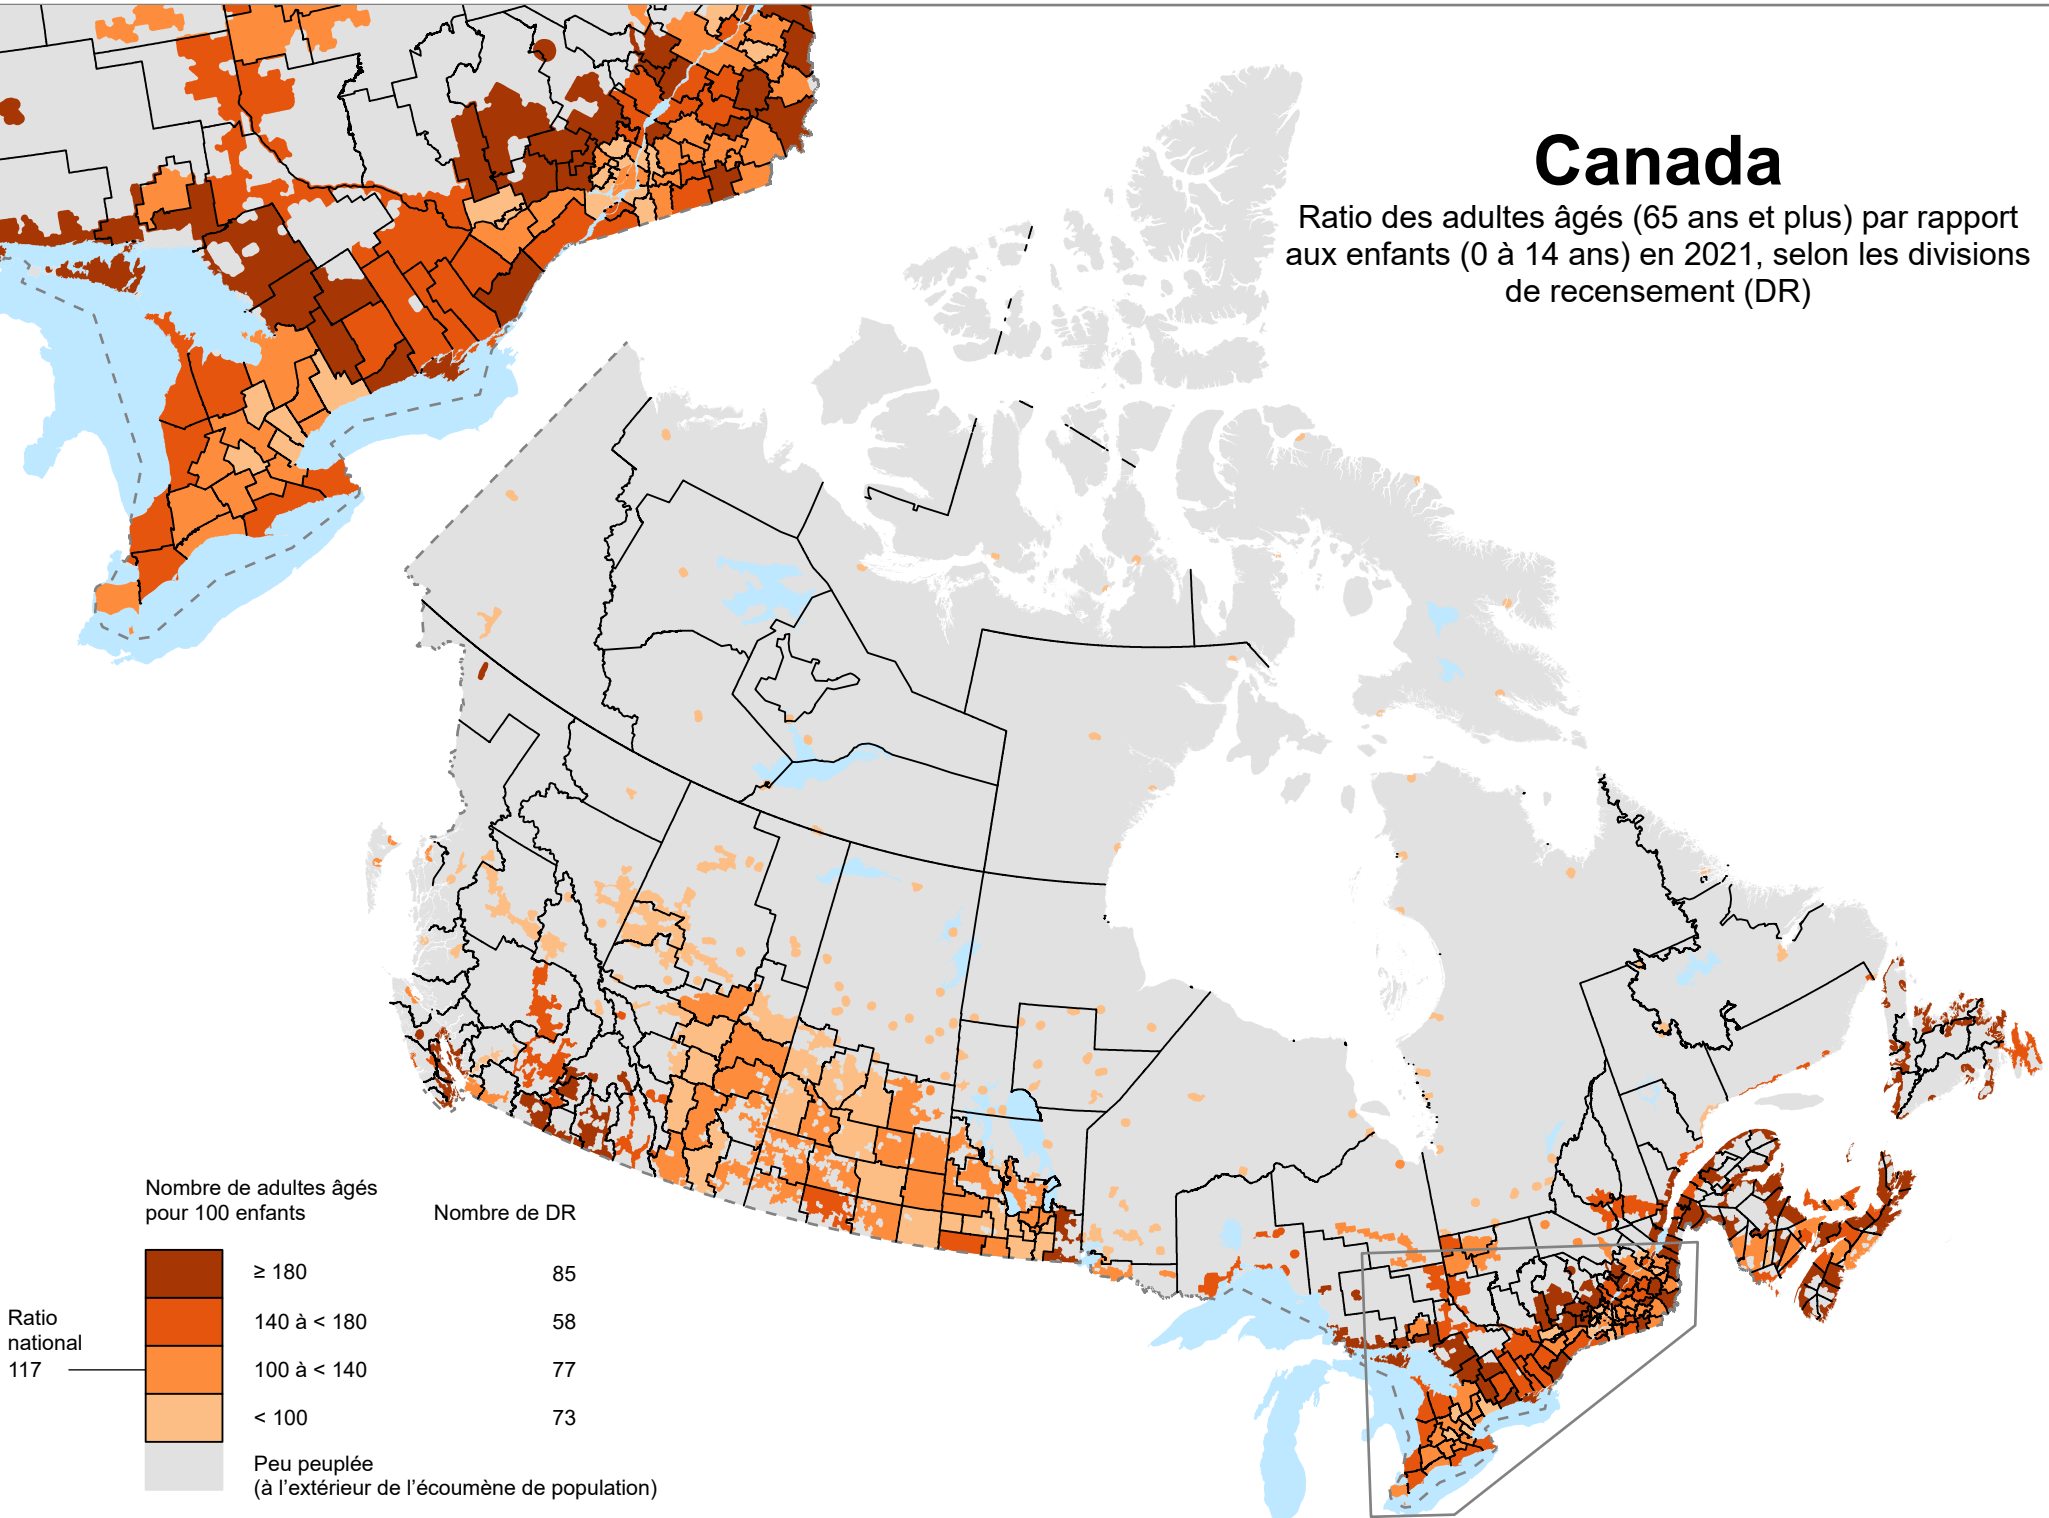 Canada
Ratio des adultes âgés (65 ans et plus) par rapport
aux enfants (0 à 14 ans) en 2021, selon les divisions
de recensement (DR)
Nombre de adultes âgés
pour 100 enfants
Nombre de DR
≥ 180
85
140 à < 180
58
100 à < 140
77
< 100
73
Ratio
national
117
Peu peuplée
(à l’extérieur de l’écoumène de population)